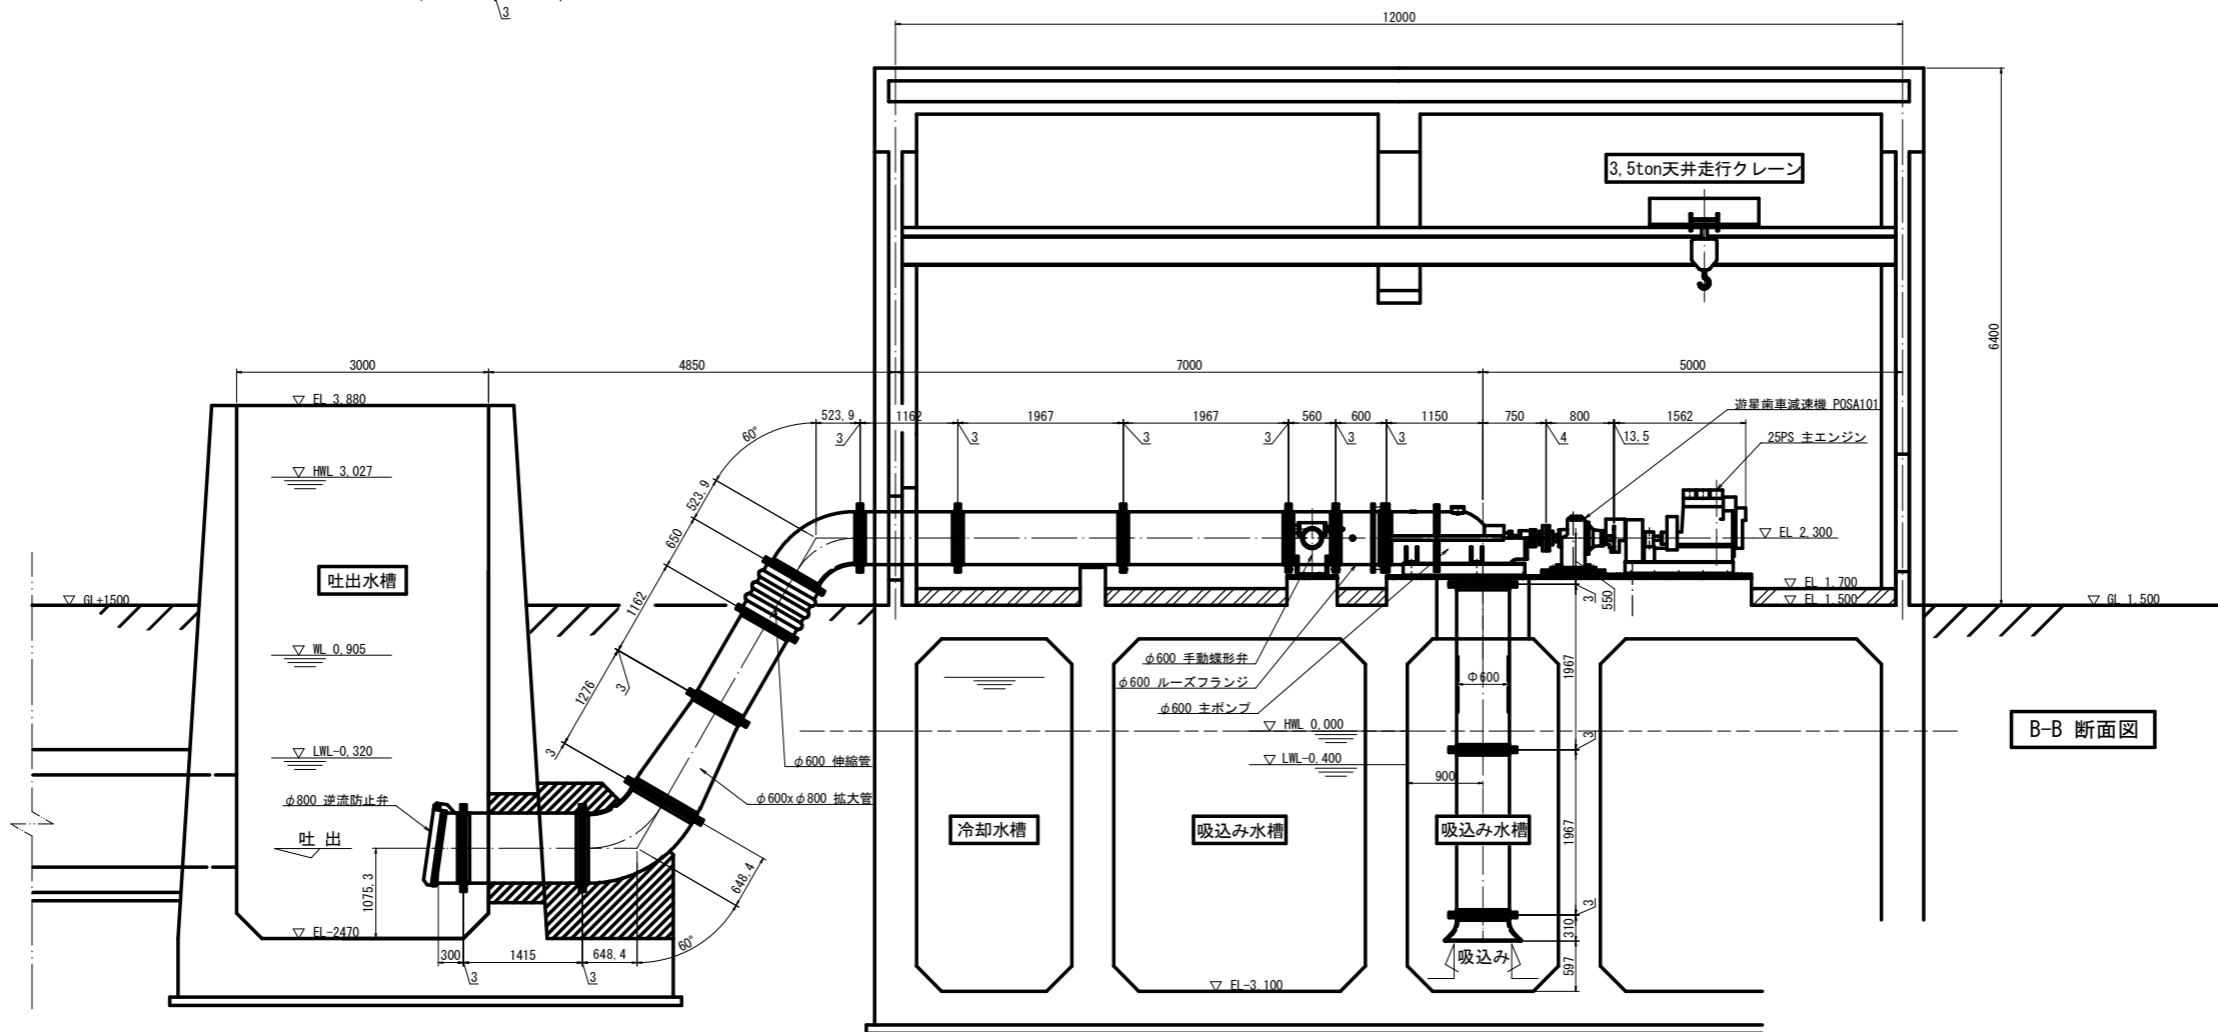 3
12000
3,5ton天井走行クレーン
6400
3000
4850
7000
5000
▽ EL 3,880
523,9
1162
1967
1967
560
600
1150
750
800
1562
遊星歯車減速機 POSA101
3
3
3
3
3
3
4
13,5
25PS 主エンジン
60°
▽ HWL 3,027
523,9
650
▽ EL 2,300
吐出水槽
1162
▽ EL 1,700
▽ GL+1500
▽ EL 1,500
▽ GL 1,500
3
550
▽ WL 0,905
φ600 手動蝶形弁
1967
φ600 ルーズフランジ
Φ600
1276
3
φ600 主ポンプ
▽ HWL 0,000
B-B 断面図
3
▽ LWL-0,320
3
φ600 伸縮管
▽ LWL-0,400
900
φ800 逆流防止弁
φ600xφ800 拡大管
吐 出
冷却水槽
吸込み水槽
吸込み水槽
1967
1075,3
648,4
3
▽ EL-2470
60°
310
300
1415
648,4
吸込み
597
3
3
▽ EL-3,100